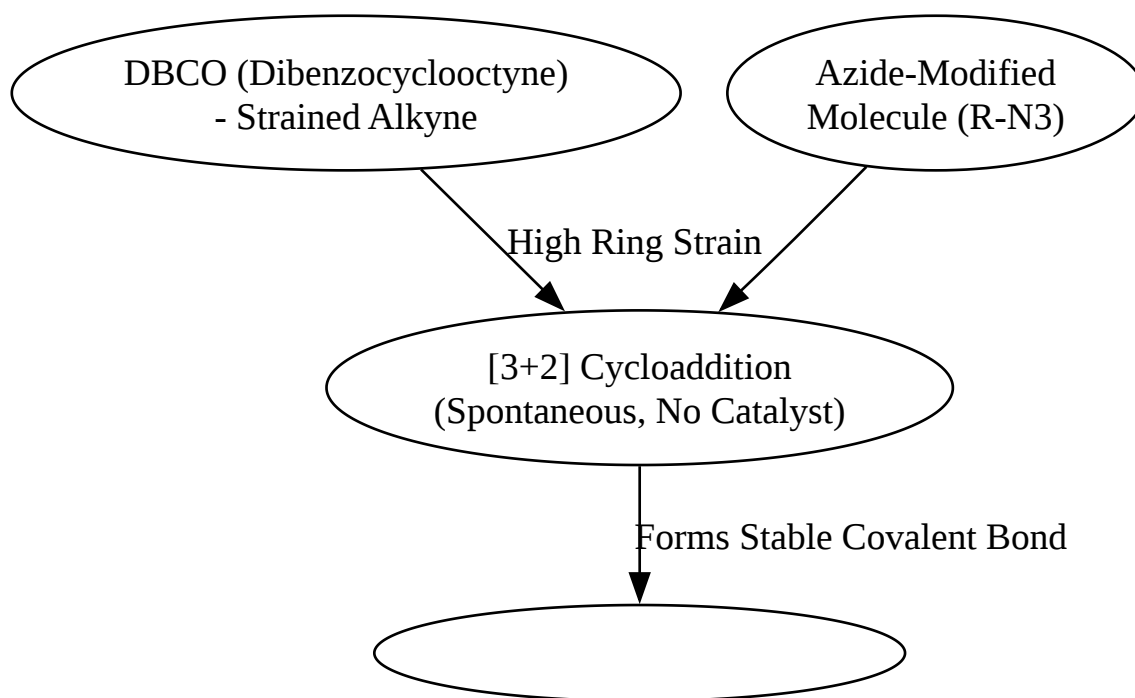 DBCO (Dibenzocyclooctyne)
- Strained Alkyne
Azide-Modified
Molecule (R-N3)
High Ring Strain
[3+2] Cycloaddition
(Spontaneous, No Catalyst)
Forms Stable Covalent Bond